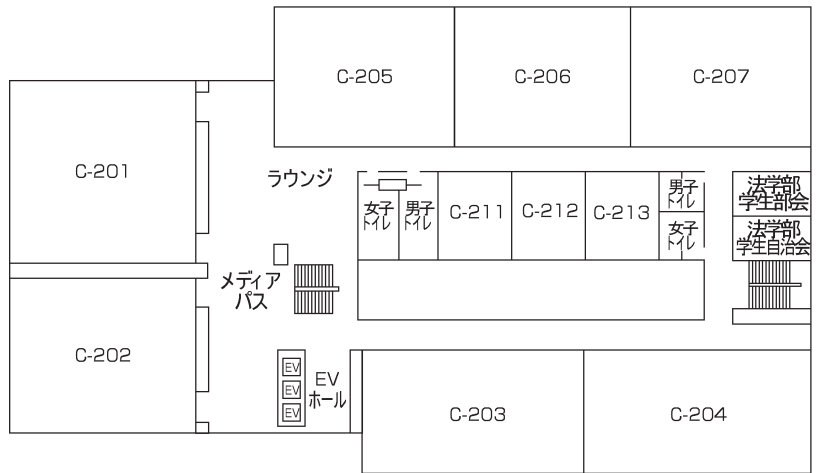 C-205
C-206
C-207
C-201
ラウンジ
女子
トイレ
男子
トイレ
C-211
C-212
C-213
男子
トイレ
女子
トイレ
法学部
学生部会
法学部
学生自治会
メディア
パス
C-202
EV
EV
EV
EV
ホール
C-203
C-204